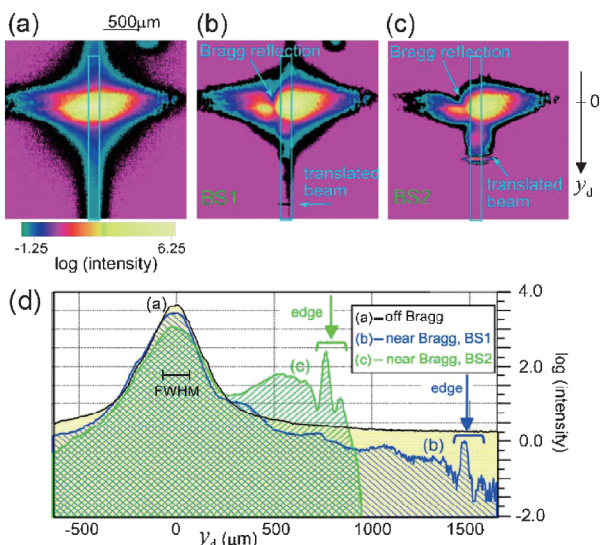 (a)
500μm
(b)
Bragg reflection
translated
beam
BS1
(c)
Bragg reflection
translated
beam
BS2
0
y_d
-1.25
6.25
log (intensity)
(d)
(a)
edge
(a)–off Bragg
(b)–near Bragg, BS1
(c)–near Bragg, BS2
(c)
edge
FWHM
(b)
4.0
2.0
0.0
-2.0
log (intensity)
-500
0
500
1000
1500
y_d (μm)